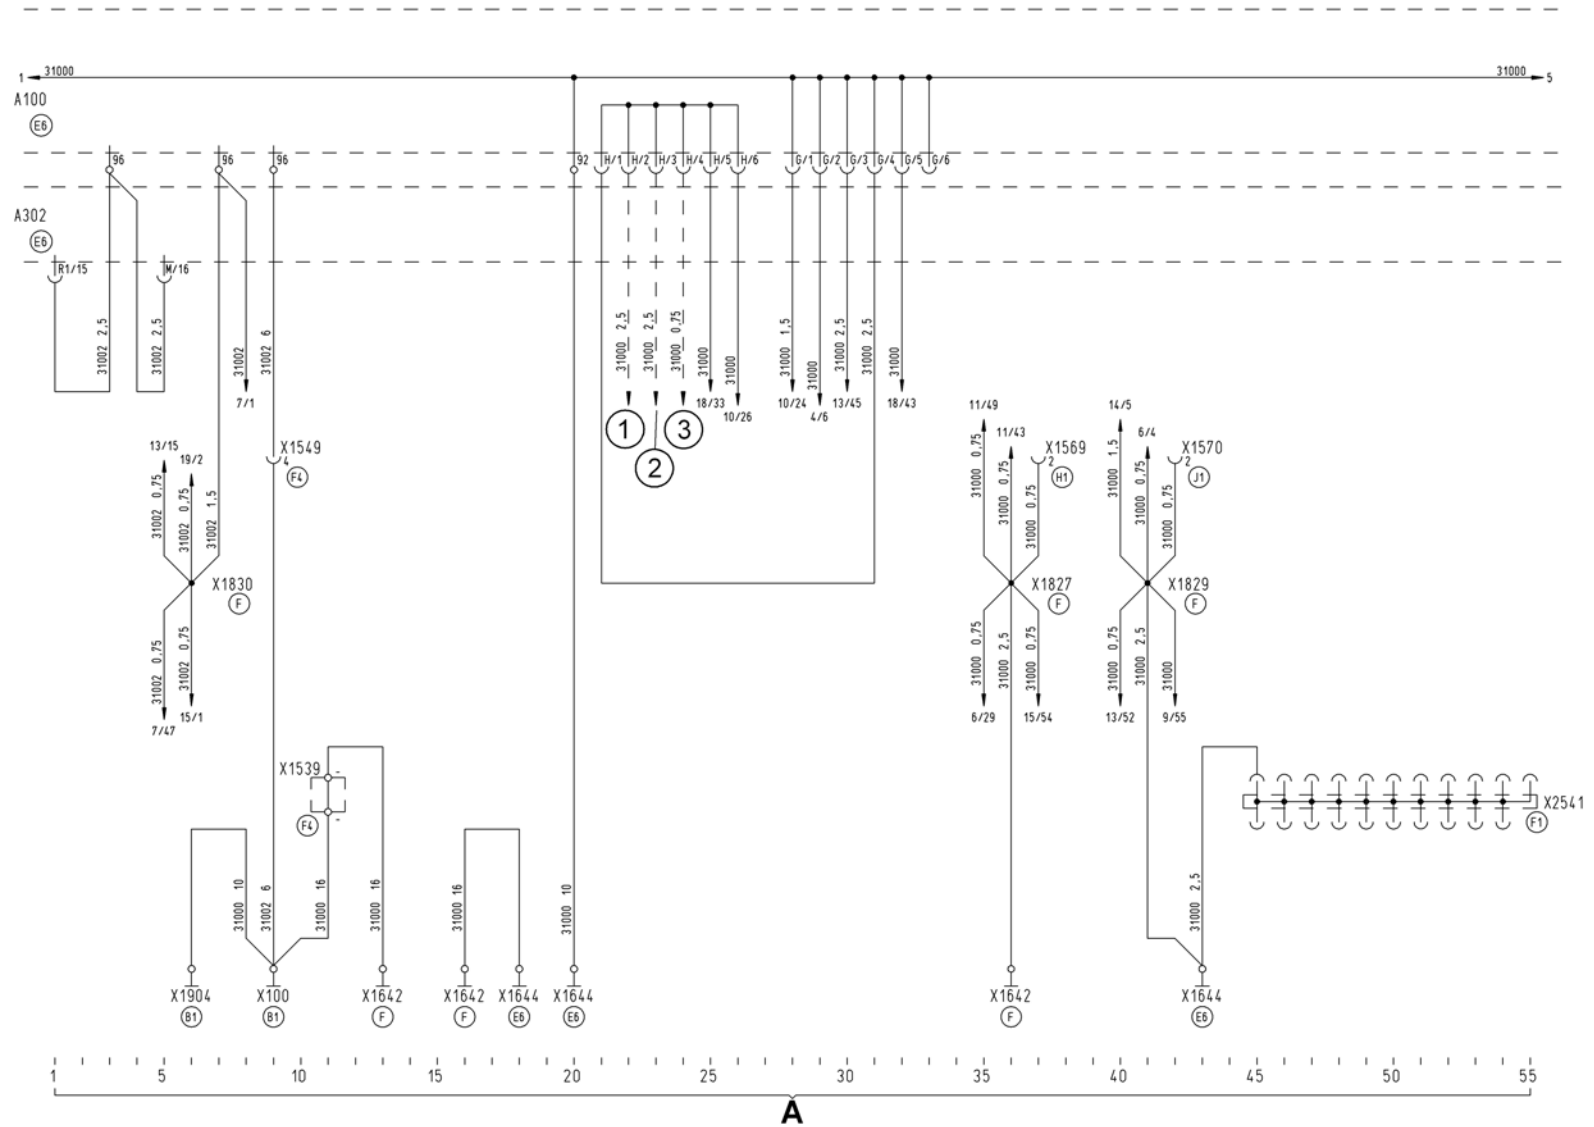 31000 31000
1 5
A100
E6
96 96 96 92 H/1 H/2 H/3 H/4 H/5 H/6 G/1 G/2 G/3 G/4 G/5 G/6
A302
E6
R1/15 M/16
31002 2,5
31002 2,5
31002
31002 6
31000 2,5
31000 2,5
31000 0,75
31000
31000
31000 1,5
31000
31000 2,5
31000 2,5
7/1 18/33 10/24 13/45 18/43 11/49 14/5
10/26 4/6
1 3
2
13/15 X1549 11/43 X1569 6/4 X1570
19/2 4 2 2
F4 H1 J1
31002 0,75
31002 0,75
31002 1,5
31000 0,75
31000 0,75
31000 0,75
31000 1,5
31000 0,75
31000 0,75
X1830 X1827 X1829
F F F
31002 0,75
31002 0,75
31000 0,75
31000 2,5
31000 0,75
31000 0,75
31000 2,5
31000
15/1 6/29 15/54 13/52 9/55
7/47
X1539 -
F4 -
X2541
F1
31000 10
31002 6
31000 16
31000 16
31000 16
31000 10
31000 2,5
X1904 X100 X1642 X1642 X1644 X1644 X1642 X1644
B1 B1 F F E6 E6 F E6
1 5 10 15 20 25 30 35 40 45 50 55
A